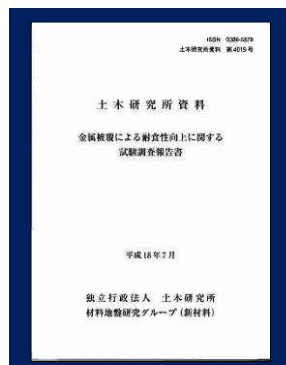 ISSN 0386-5878
土木研究所資料 第4018号
土木研究所資料
金属被覆による耐食性向上に関する
試験調査報告書
平成18年7月
独立行政法人 土木研究所
材料地盤研究グループ(新材料)